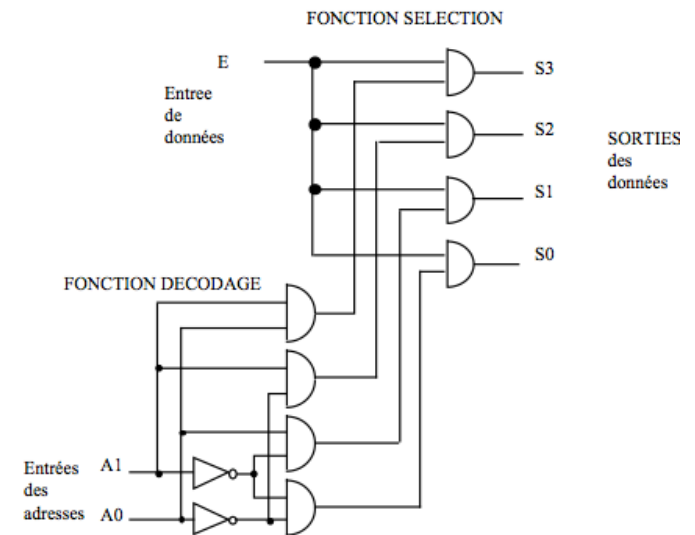 FONCTION SELECTION
E
Entree
de
données
S3
S2
S1
S0
SORTIES
des
données
FONCTION DECODAGE
Entrées
des
adresses
A1
A0